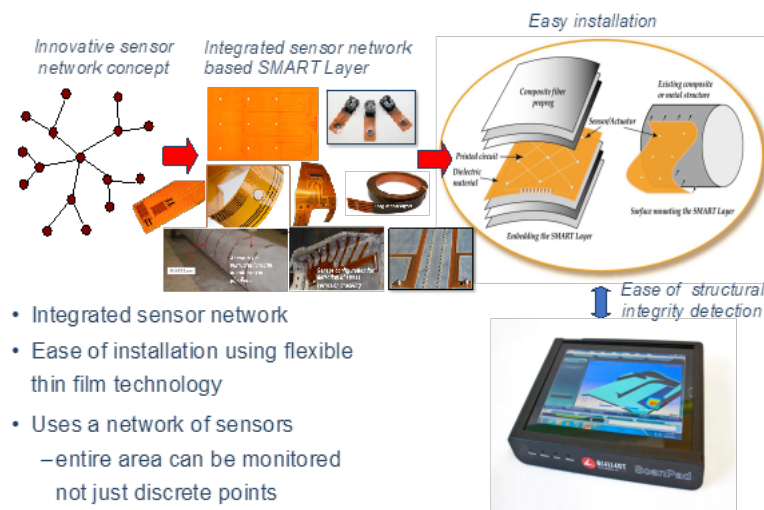 Easy installation
Innovative sensor
network concept
Integrated sensor network
based SMART Layer
Composite fiber
prepreg
Existing composite
or metal structure
Sensor/Actuator
Printed circuit
Dielectric
material
Embedding the SMART Layer
Surface mounting the SMART Layer
Ease of structural
integrity detection
• Integrated sensor network
• Ease of installation using flexible
thin film technology
• Uses a network of sensors
–entire area can be monitored
not just discrete points
ScanPad